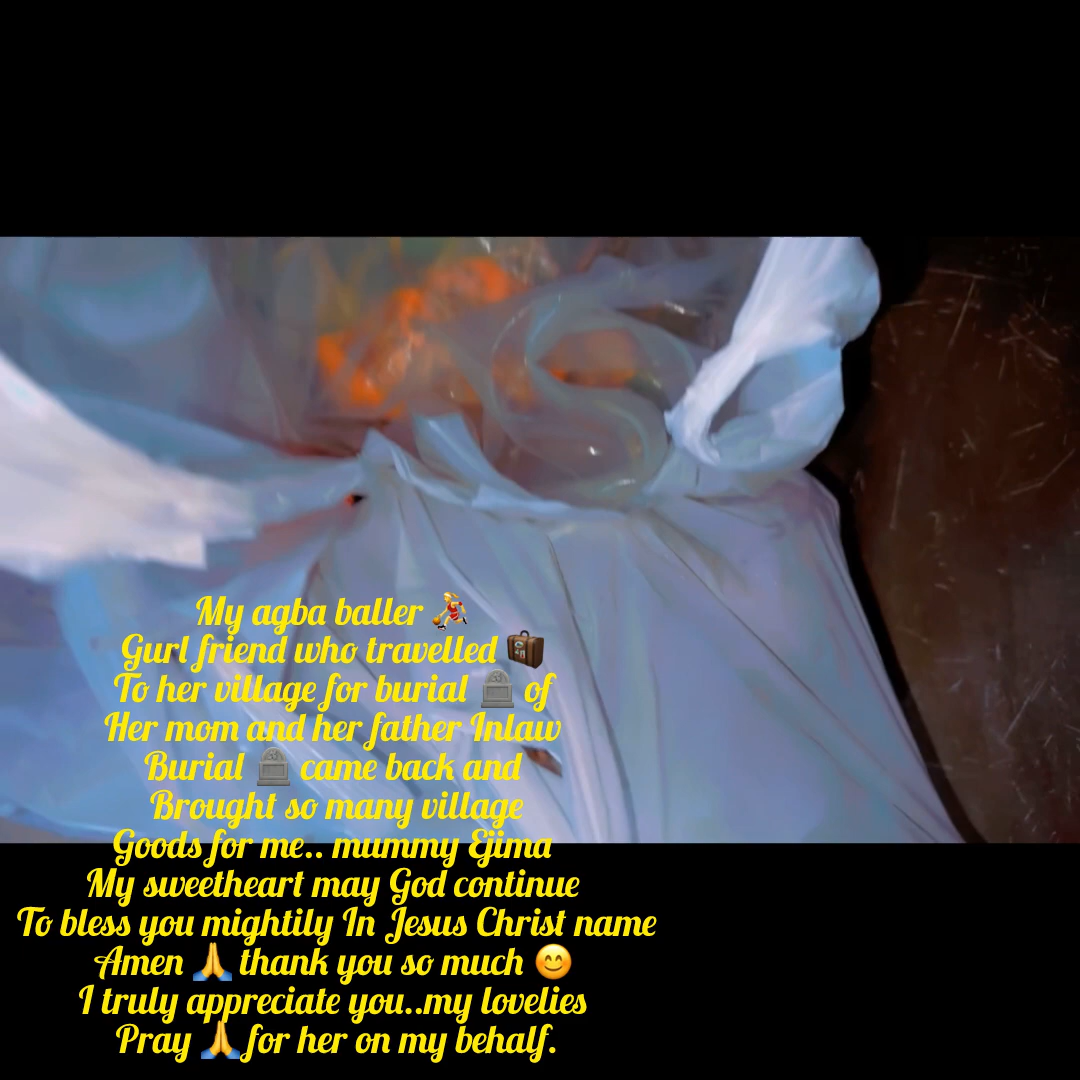 My agba baller ⛹️‍♀️
Gurl friend who travelled 🧳
To her village for burial 🪦 of
Her mom and her father Inlaw
Burial 🪦 came back and
Brought so many village
Goods for me.. mummy Ejima
My sweetheart may God continue
To bless you mightily In Jesus Christ name
Amen 🙏 thank you so much 😊
I truly appreciate you..my lovelies
Pray 🙏for her on my behalf.